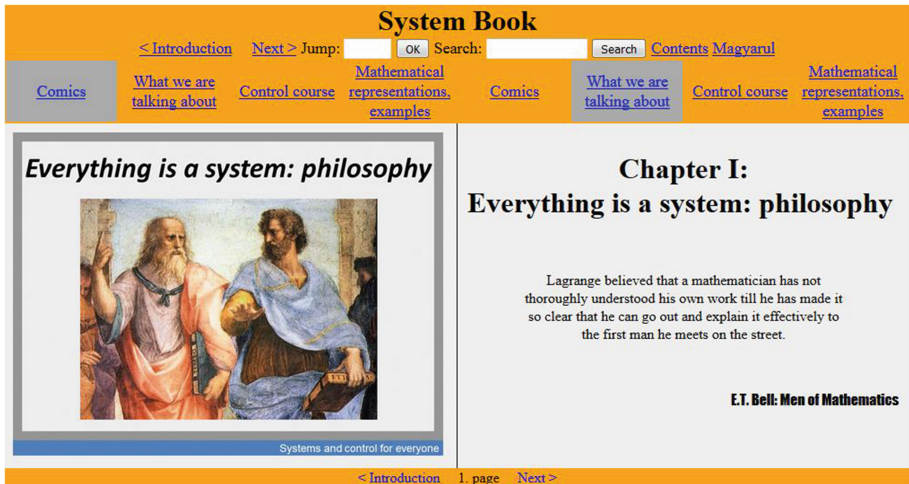 System Book
< Introduction Next > Jump: OK Search: Search Contents Magyarul
Comics What we are talking about Control course Mathematical representations, examples Comics What we are talking about Control course Mathematical representations, examples
Everything is a system: philosophy
Systems and control for everyone
Chapter I:
Everything is a system: philosophy
Lagrange believed that a mathematician has not
thoroughly understood his own work till he has made it
so clear that he can go out and explain it effectively to
the first man he meets on the street.
E.T. Bell: Men of Mathematics
< Introduction 1. page Next >